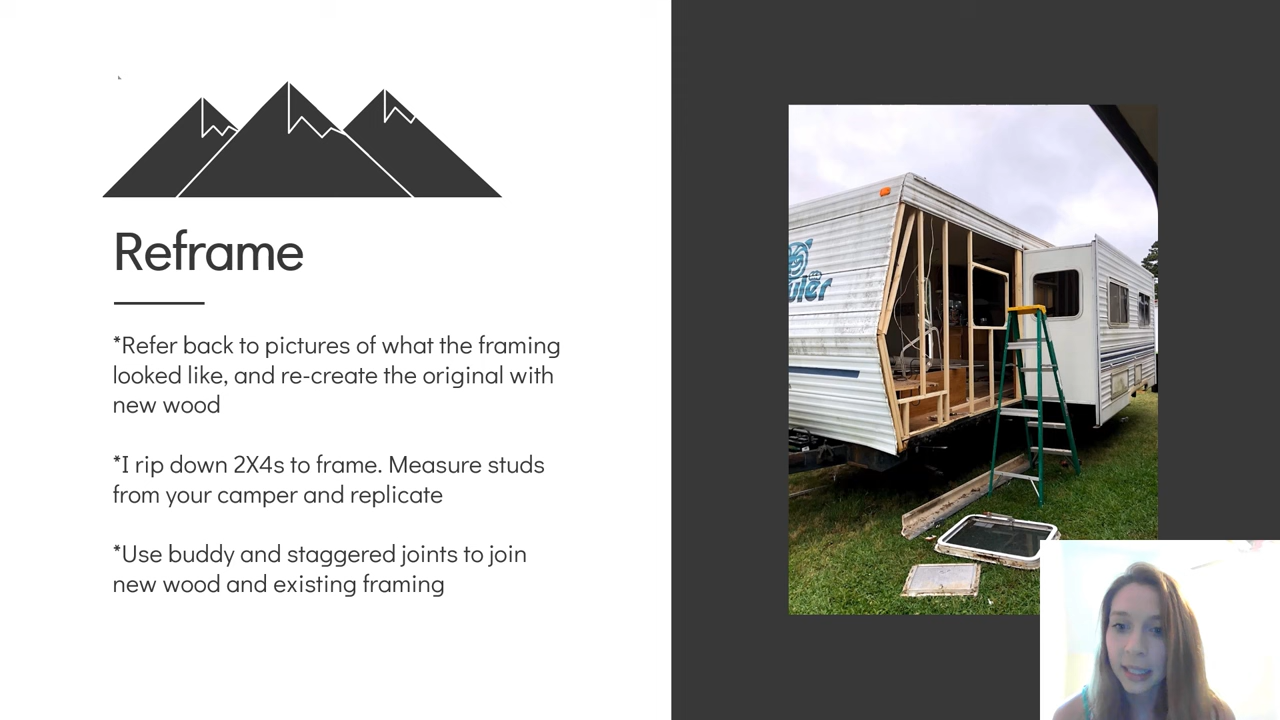 Reframe
*Refer back to pictures of what the framing
looked like, and re-create the original with
new wood
*I rip down 2X4s to frame. Measure studs
from your camper and replicate
*Use buddy and staggered joints to join
new wood and existing framing